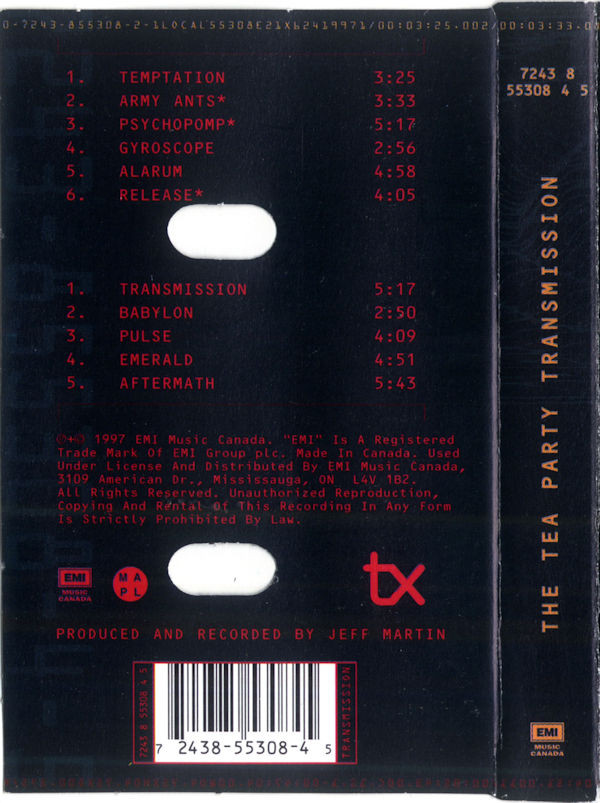 0-7243-855308-2-1LOCAL55308E21X62419971/00:03:25.002/00:03:33.0
1. TEMPTATION 3:25
2. ARMY ANTS* 3:33
3. PSYCHOPOMP* 5:17
4. GYROSCOPE 2:56
5. ALARUM 4:58
6. RELEASE* 4:05
1. TRANSMISSION 5:17
2. BABYLON 2:50
3. PULSE 4:09
4. EMERALD 4:51
5. AFTERMATH 5:43
℗+© 1997 EMI Music Canada. "EMI" Is A Registered
Trade Mark Of EMI Group plc. Made In Canada. Used
Under License And Distributed By EMI Music Canada,
3109 American Dr., Mississauga, ON L4V 1B2.
All Rights Reserved. Unauthorized Reproduction,
Copying And Rental Of This Recording In Any Form
Is Strictly Prohibited By Law.
EMI
MUSIC
CANADA
MAPL
tx
PRODUCED AND RECORDED BY JEFF MARTIN
7243 8 55308 4 5
7 2438-55308-4 5
TRANSMISSION
7243 8
55308 4 5
THE TEA PARTY TRANSMISSION
EMI
MUSIC
CANADA